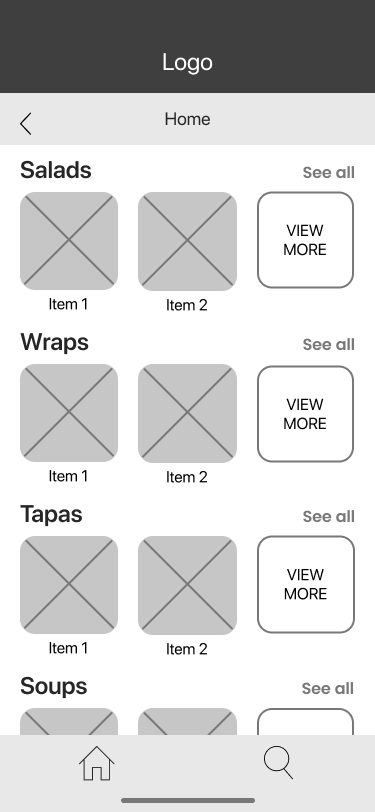 Logo
Home
Salads
See all
VIEW
MORE
Item 1
Item 2
Wraps
See all
VIEW
MORE
Item 1
Item 2
Tapas
See all
VIEW
MORE
Item 1
Item 2
Soups
See all